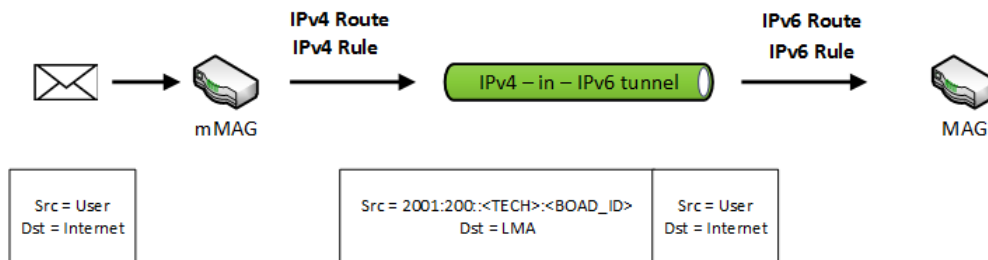 IPv4 Route
IPv4 Rule
IPv6 Route
IPv6 Rule
IPv4 – in – IPv6 tunnel
mMAG
MAG
Src = User
Dst = Internet
Src = 2001:200::<TECH>:<BOAD_ID>
Dst = LMA
Src = User
Dst = Internet